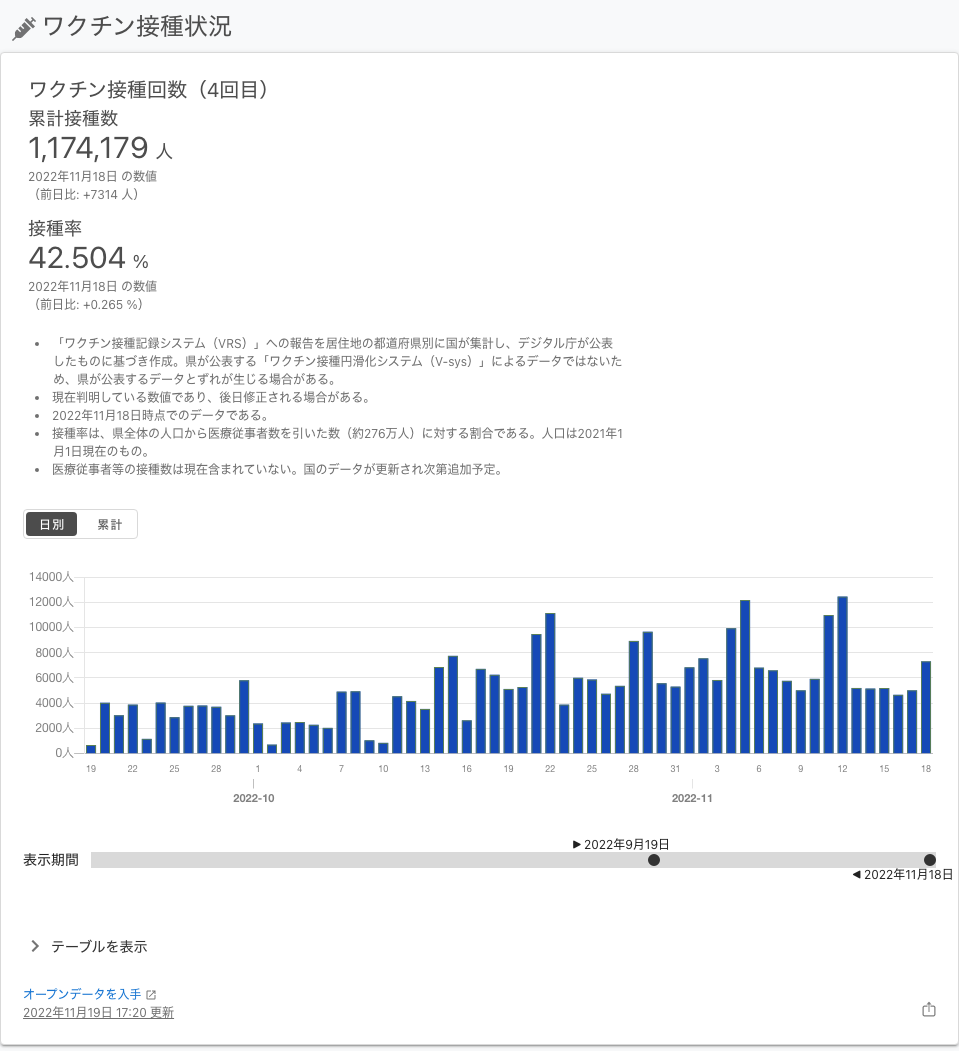 ワクチン接種状況
ワクチン接種回数（4回目）
累計接種数
1,174,179 人
2022年11月18日 の数値
（前日比: +7314 人）
接種率
42.504 %
2022年11月18日 の数値
（前日比: +0.265 %）
• 「ワクチン接種記録システム（VRS）」への報告を居住地の都道府県別に国が集計し、デジタル庁が公表
したものに基づき作成。県が公表する「ワクチン接種円滑化システム（V-sys）」によるデータではないた
め、県が公表するデータとずれが生じる場合がある。
• 現在判明している数値であり、後日修正される場合がある。
• 2022年11月18日時点でのデータである。
• 接種率は、県全体の人口から医療従事者数を引いた数（約276万人）に対する割合である。人口は2021年1
月1日現在のもの。
• 医療従事者等の接種数は現在含まれていない。国のデータが更新され次第追加予定。
日別 累計
14000人
12000人
10000人
8000人
6000人
4000人
2000人
0人
19 22 25 28 1 4 7 10 13 16 19 22 25 28 31 3 6 9 12 15 18
2022-10 2022-11
▶ 2022年9月19日
表示期間
◀ 2022年11月18日
テーブルを表示
オープンデータを入手
2022年11月19日 17:20 更新